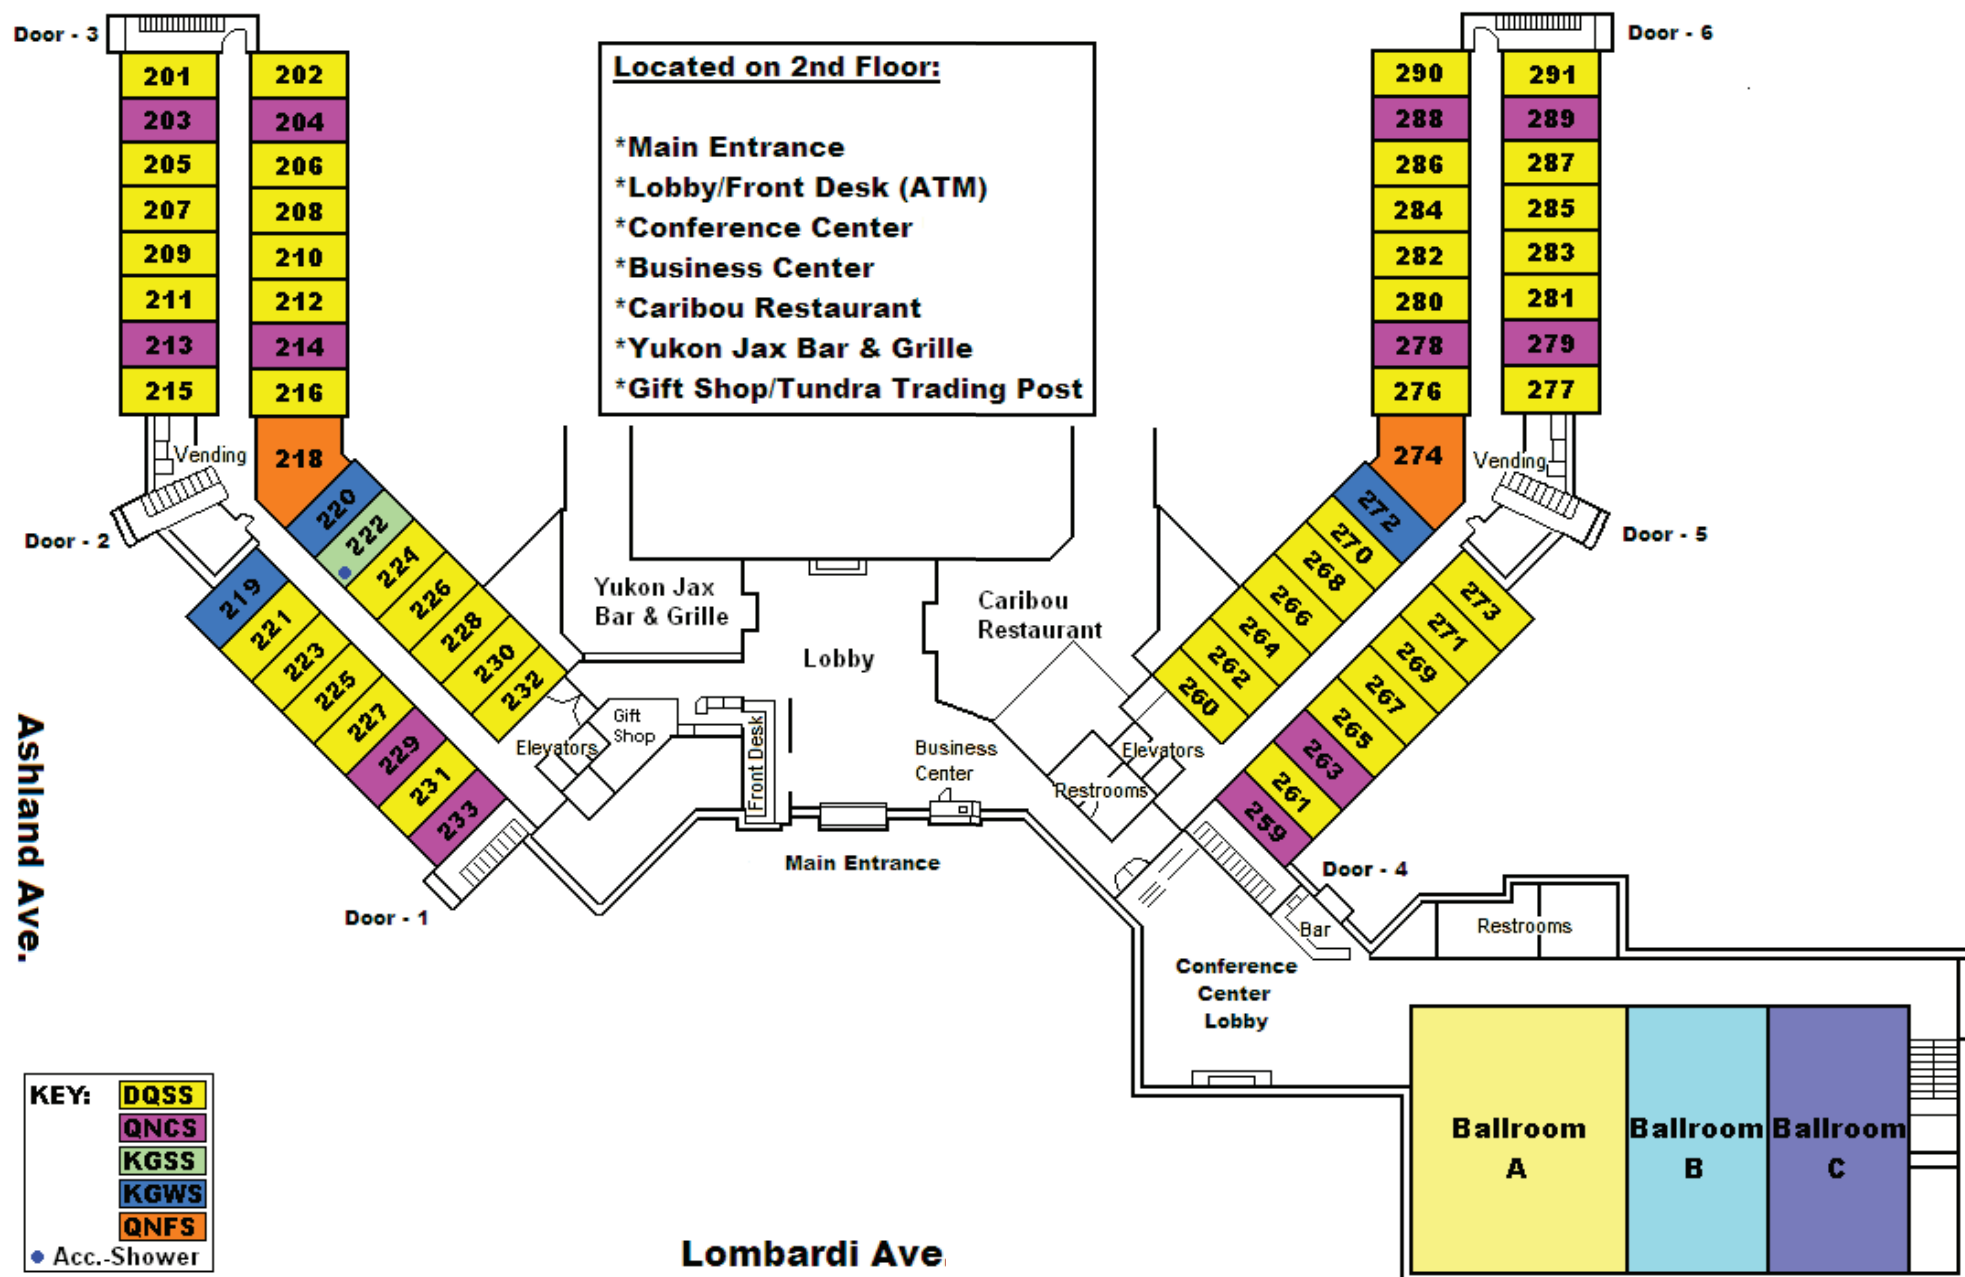 Door - 3
Door - 6
201
202
203
204
205
206
207
208
209
210
211
212
213
214
215
216
218
Vending
Door - 2
220
222
224
226
228
230
232
219
221
223
225
227
229
231
233
Door - 1
Located on 2nd Floor:
*Main Entrance
*Lobby/Front Desk (ATM)
*Conference Center
*Business Center
*Caribou Restaurant
*Yukon Jax Bar & Grille
*Gift Shop/Tundra Trading Post
290
291
288
289
286
287
284
285
282
283
280
281
278
279
276
277
274
Vending
Door - 5
272
270
268
266
264
262
260
273
271
269
267
265
263
261
259
Door - 4
Yukon Jax
Bar & Grille
Lobby
Caribou
Restaurant
Elevators
Gift
Shop
Front Desk
Business
Center
Elevators
Restrooms
Main Entrance
Bar
Restrooms
Conference
Center
Lobby
Ballroom
A
Ballroom
B
Ballroom
C
Ashland Ave.
KEY:
DQSS
QNCS
KGSS
KGWS
QNFS
Acc.-Shower
Lombardi Ave.